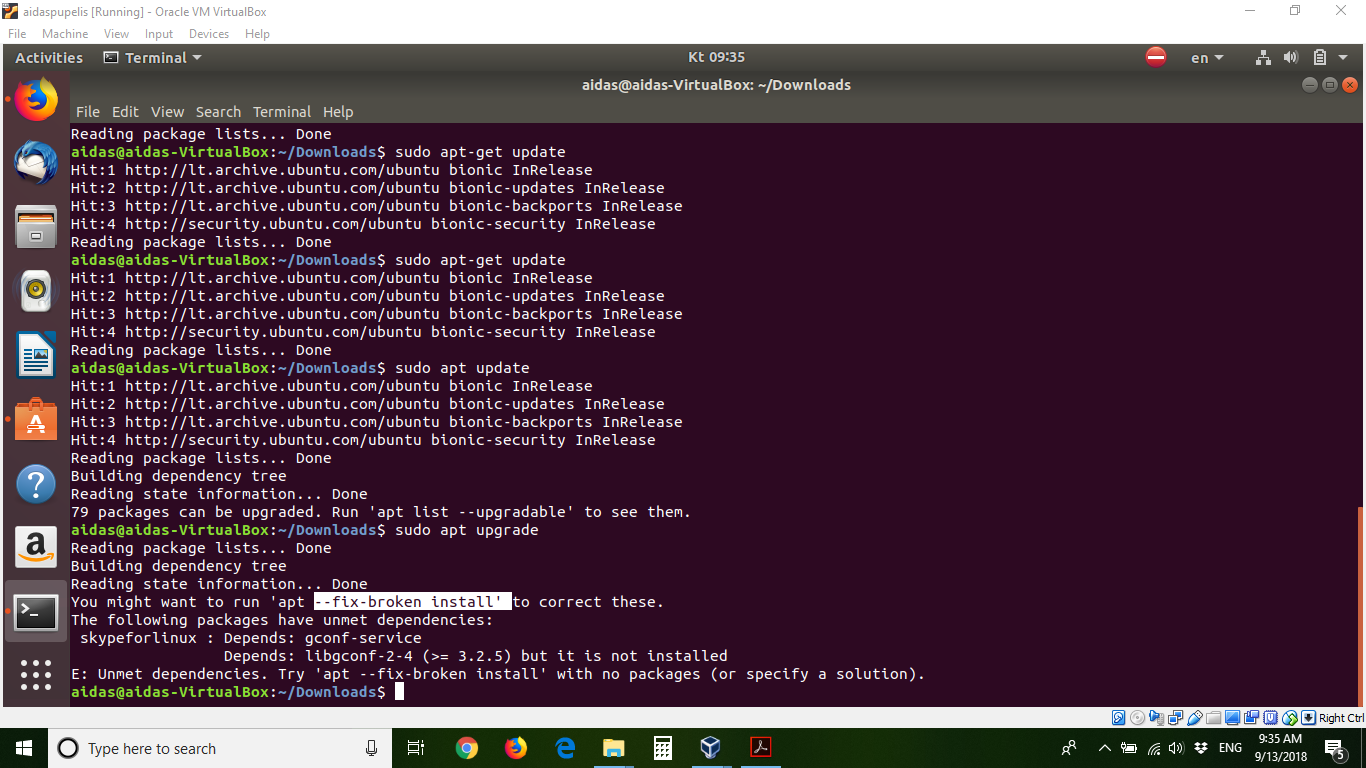 aidaspupelis [Running] - Oracle VM VirtualBox
File Machine View Input Devices Help
Activities Terminal Kt 09:35 en
aidas@aidas-VirtualBox: ~/Downloads
File Edit View Search Terminal Help
Reading package lists... Done
aidas@aidas-VirtualBox:~/Downloads$ sudo apt-get update
Hit:1 http://lt.archive.ubuntu.com/ubuntu bionic InRelease
Hit:2 http://lt.archive.ubuntu.com/ubuntu bionic-updates InRelease
Hit:3 http://lt.archive.ubuntu.com/ubuntu bionic-backports InRelease
Hit:4 http://security.ubuntu.com/ubuntu bionic-security InRelease
Reading package lists... Done
aidas@aidas-VirtualBox:~/Downloads$ sudo apt-get update
Hit:1 http://lt.archive.ubuntu.com/ubuntu bionic InRelease
Hit:2 http://lt.archive.ubuntu.com/ubuntu bionic-updates InRelease
Hit:3 http://lt.archive.ubuntu.com/ubuntu bionic-backports InRelease
Hit:4 http://security.ubuntu.com/ubuntu bionic-security InRelease
Reading package lists... Done
aidas@aidas-VirtualBox:~/Downloads$ sudo apt update
Hit:1 http://lt.archive.ubuntu.com/ubuntu bionic InRelease
Hit:2 http://lt.archive.ubuntu.com/ubuntu bionic-updates InRelease
Hit:3 http://lt.archive.ubuntu.com/ubuntu bionic-backports InRelease
Hit:4 http://security.ubuntu.com/ubuntu bionic-security InRelease
Reading package lists... Done
Building dependency tree
Reading state information... Done
79 packages can be upgraded. Run 'apt list --upgradable' to see them.
aidas@aidas-VirtualBox:~/Downloads$ sudo apt upgrade
Reading package lists... Done
Building dependency tree
Reading state information... Done
You might want to run 'apt --fix-broken install' to correct these.
The following packages have unmet dependencies:
skypeforlinux : Depends: gconf-service
Depends: libgconf-2-4 (>= 3.2.5) but it is not installed
E: Unmet dependencies. Try 'apt --fix-broken install' with no packages (or specify a solution).
aidas@aidas-VirtualBox:~/Downloads$
Right Ctrl
Type here to search
ENG
9:35 AM
9/13/2018
5